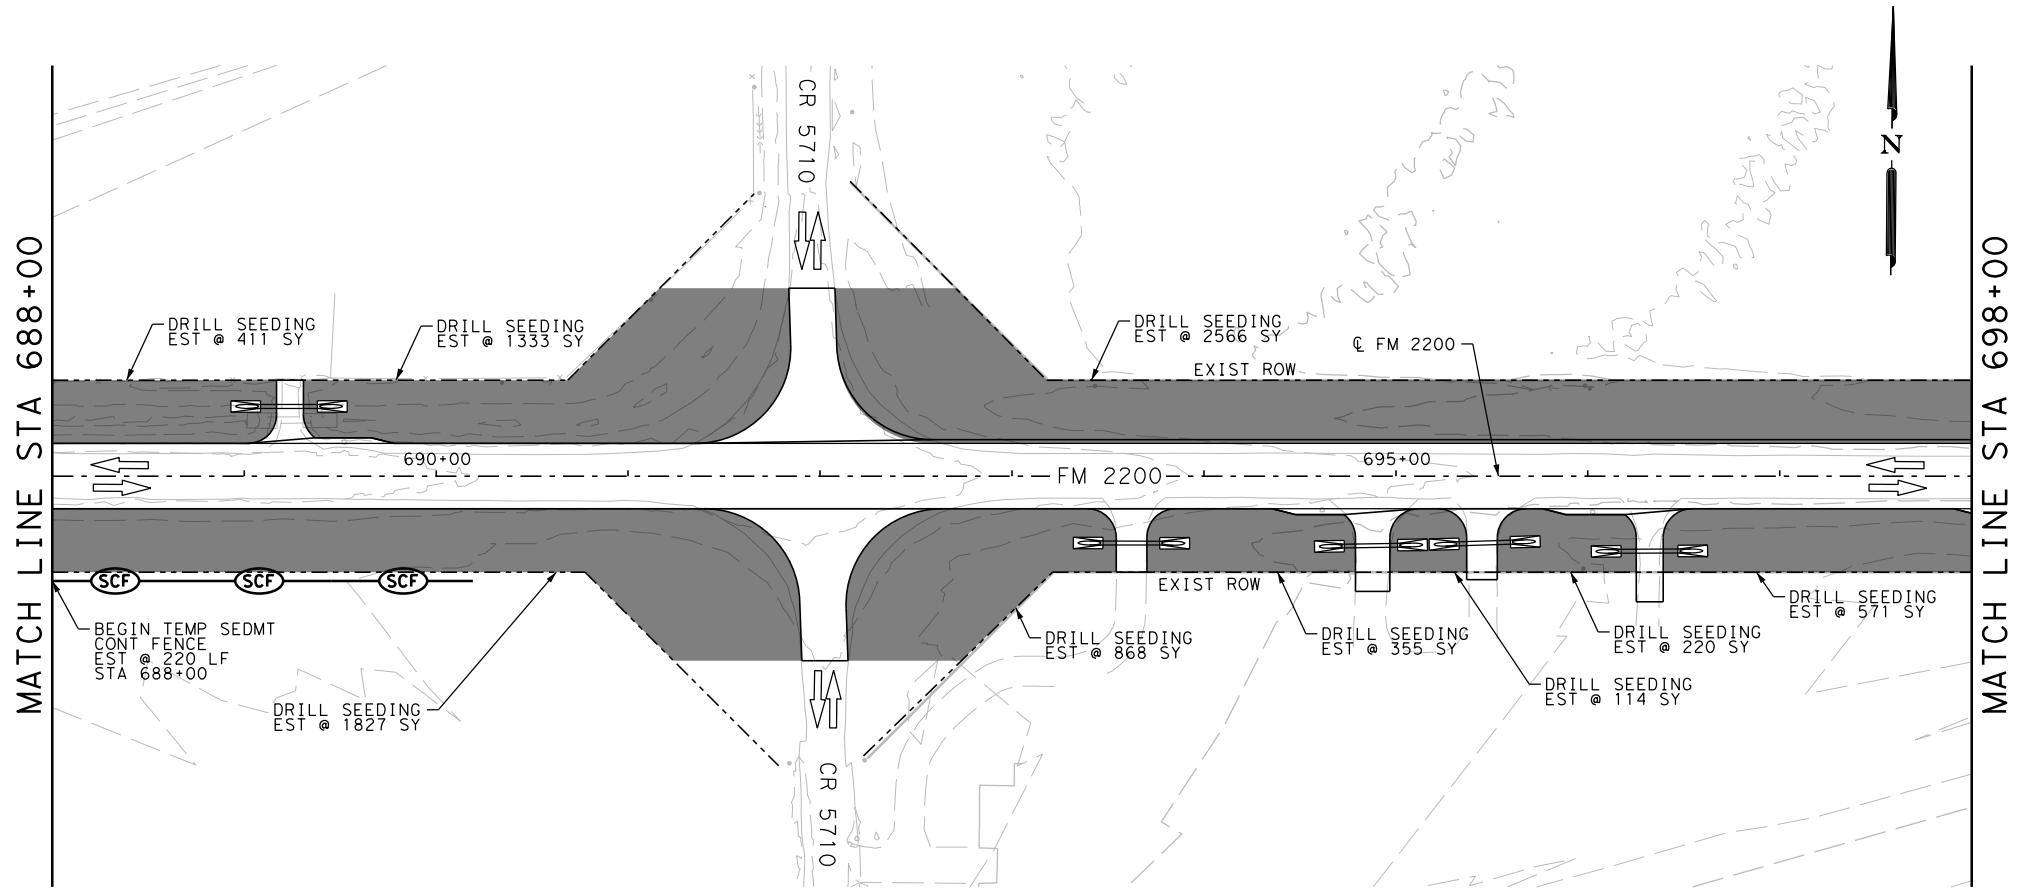 CR 5710
N
MATCH LINE STA 688+00
MATCH LINE STA 698+00
DRILL SEEDING
EST @ 411 SY
DRILL SEEDING
EST @ 1333 SY
DRILL SEEDING
EST @ 2566 SY
℄ FM 2200
EXIST ROW
690+00
695+00
FM 2200
SCF
SCF
SCF
EXIST ROW
BEGIN TEMP SEDMT
CONT FENCE
EST @ 220 LF
STA 688+00
DRILL SEEDING
EST @ 1827 SY
DRILL SEEDING
EST @ 868 SY
DRILL SEEDING
EST @ 355 SY
DRILL SEEDING
EST @ 114 SY
DRILL SEEDING
EST @ 220 SY
DRILL SEEDING
EST @ 571 SY
CR 5710